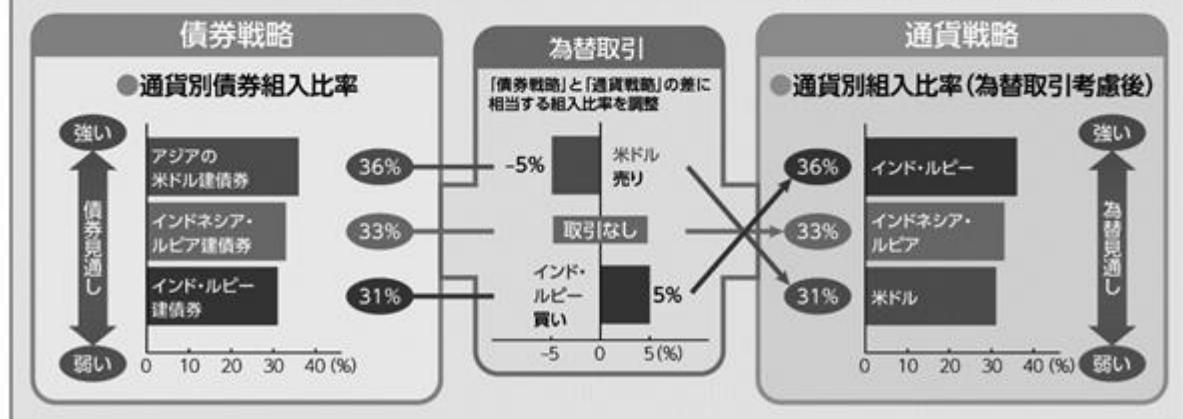 債券戦略
●通貨別債券組入比率
強い
債券見通し
弱い
アジアの
米ドル建債券
36%
インドネシア・
ルピア建債券
33%
インド・ルピー
建債券
31%
0 10 20 30 40 (%)
為替取引
「債券戦略」と「通貨戦略」の差に
相当する組入比率を調整
-5%
米ドル
売り
取引なし
インド・
ルピー
買い
5%
-5 0 5(%)
通貨戦略
●通貨別組入比率(為替取引考慮後)
36%
インド・ルピー
33%
インドネシア・
ルピア
31%
米ドル
0 10 20 30 40 (%)
強い
為替見通し
弱い